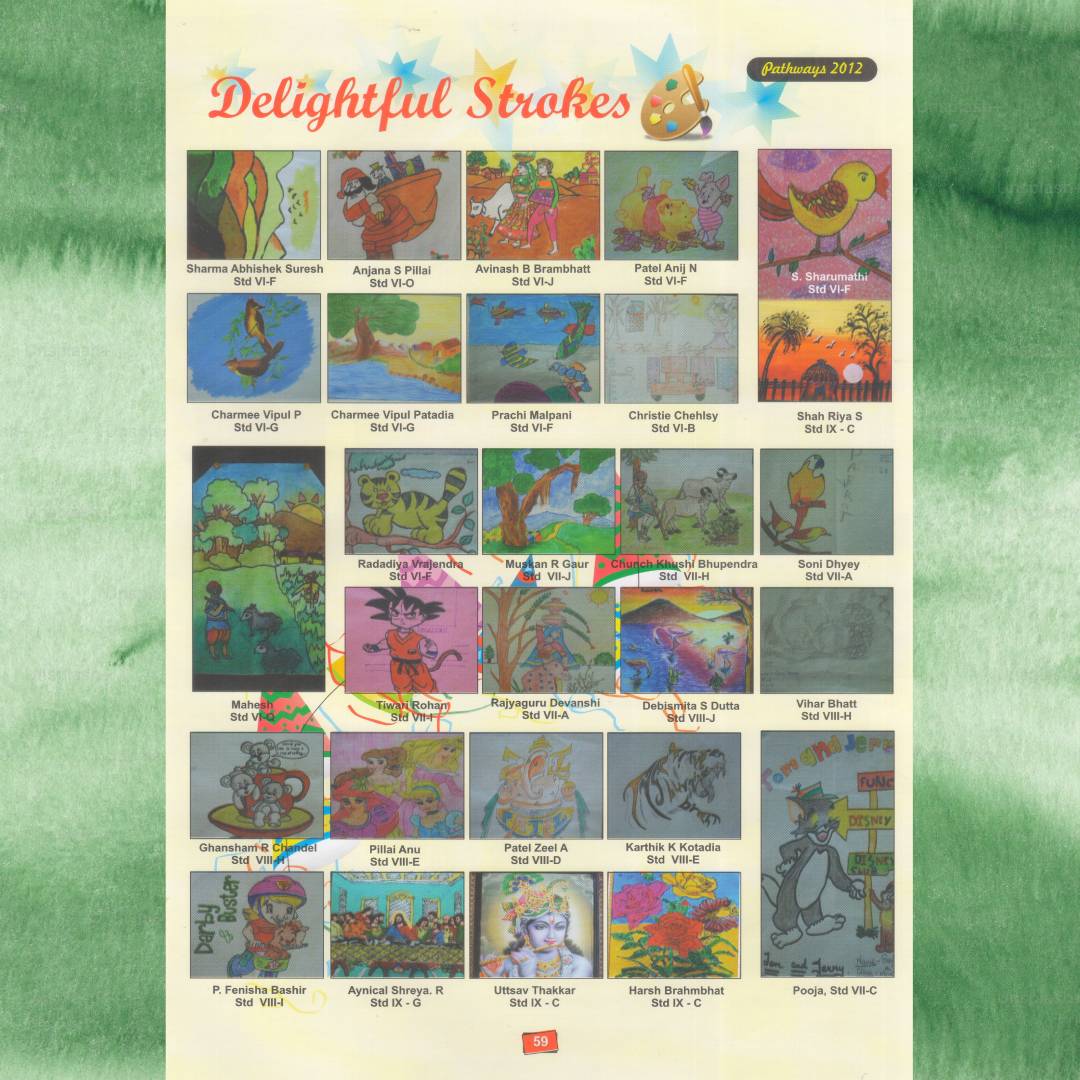 Pathways 2012
Delightful Strokes
Sharma Abhishek Suresh
Std VI-F
Anjana S Pillai
Std VI-O
Avinash B Brambhatt
Std VI-J
Patel Anij N
Std VI-F
S. Sharumathi
Std VI-F
Charmee Vipul P
Std VI-G
Charmee Vipul Patadia
Std VI-G
Prachi Malpani
Std VI-F
Christie Chehlsy
Std VI-B
Shah Riya S
Std IX - C
Mahesh
Std VI-O
Radadiya Vrajendra
Std VI-F
Muskan R Gaur
Std VII-J
Chunch Khushi Bhupendra
Std VII-H
Soni Dhyey
Std VII-A
Tiwari Rohan
Std VII-I
Rajyaguru Devanshi
Std VII-A
Debismita S Dutta
Std VIII-J
Vihar Bhatt
Std VIII-H
Ghansham R Chandel
Std VIII-H
Pillai Anu
Std VIII-E
Patel Zeel A
Std VIII-D
Karthik K Kotadia
Std VIII-E
Tom and Jerry
FUNC
DISNEY
DISNEY
CLUB
Tom and Jerry
Pooja, Std VII-C
Darby
& Buster
P. Fenisha Bashir
Std VIII-I
Aynical Shreya. R
Std IX - G
Uttsav Thakkar
Std IX - C
Harsh Brahmbhat
Std IX - C
59